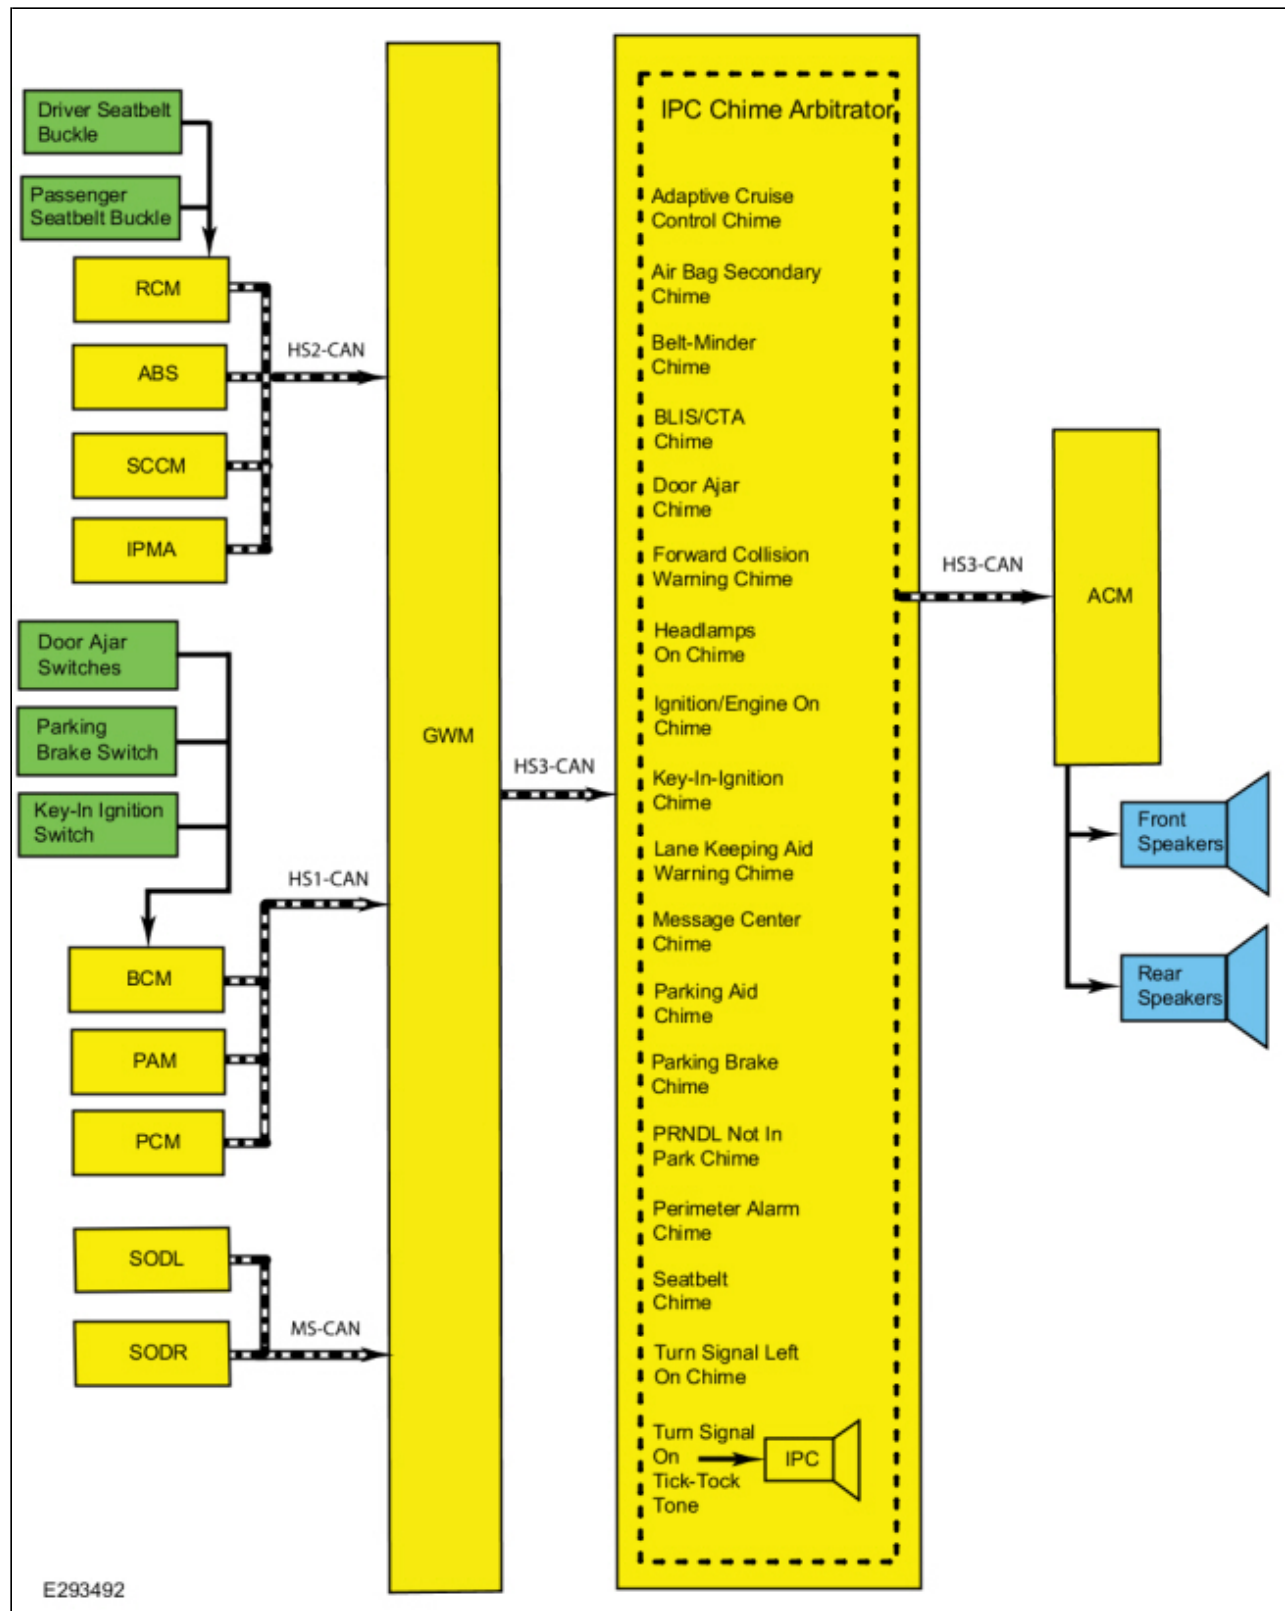 Driver Seatbelt
Buckle
Passenger
Seatbelt Buckle
RCM
ABS
SCCM
IPMA
HS2-CAN
Door Ajar
Switches
Parking
Brake Switch
Key-In Ignition
Switch
HS1-CAN
BCM
PAM
PCM
SODL
SODR
MS-CAN
GWM
HS3-CAN
IPC Chime Arbitrator
Adaptive Cruise
Control Chime
Air Bag Secondary
Chime
Belt-Minder
Chime
BLIS/CTA
Chime
Door Ajar
Chime
Forward Collision
Warning Chime
Headlamps
On Chime
Ignition/Engine On
Chime
Key-In-Ignition
Chime
Lane Keeping Aid
Warning Chime
Message Center
Chime
Parking Aid
Chime
Parking Brake
Chime
PRNDL Not In
Park Chime
Perimeter Alarm
Chime
Seatbelt
Chime
Turn Signal Left
On Chime
Turn Signal
On
Tick-Tock
Tone
IPC
HS3-CAN
ACM
Front
Speakers
Rear
Speakers
E293492